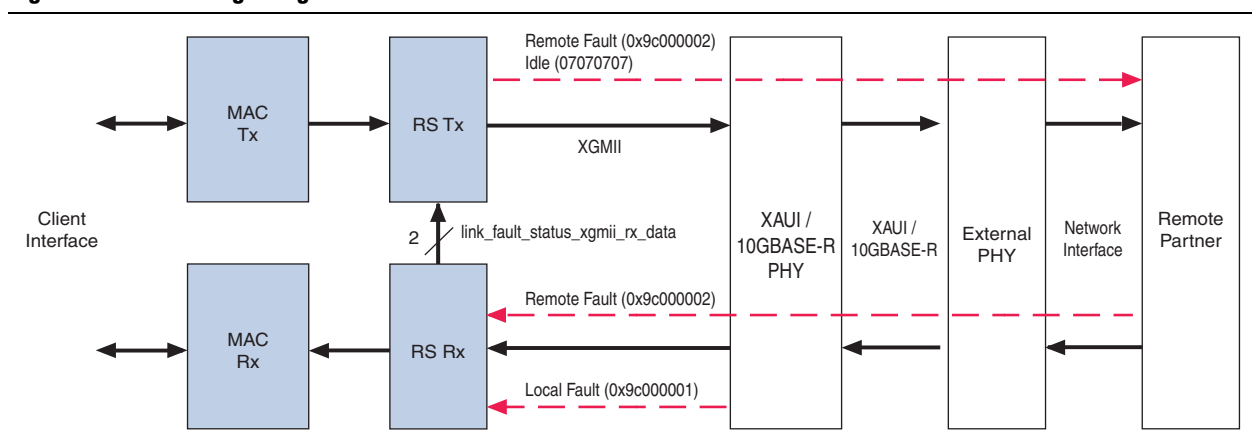 Remote Fault (0x9c000002)
Idle (07070707)
MAC
Tx
RS Tx
XGMII
Client
Interface
2
link_fault_status_xgmii_rx_data
XAUI /
10GBASE-R
PHY
XAUI /
10GBASE-R
External
PHY
Network
Interface
Remote
Partner
Remote Fault (0x9c000002)
MAC
Rx
RS Rx
Local Fault (0x9c000001)